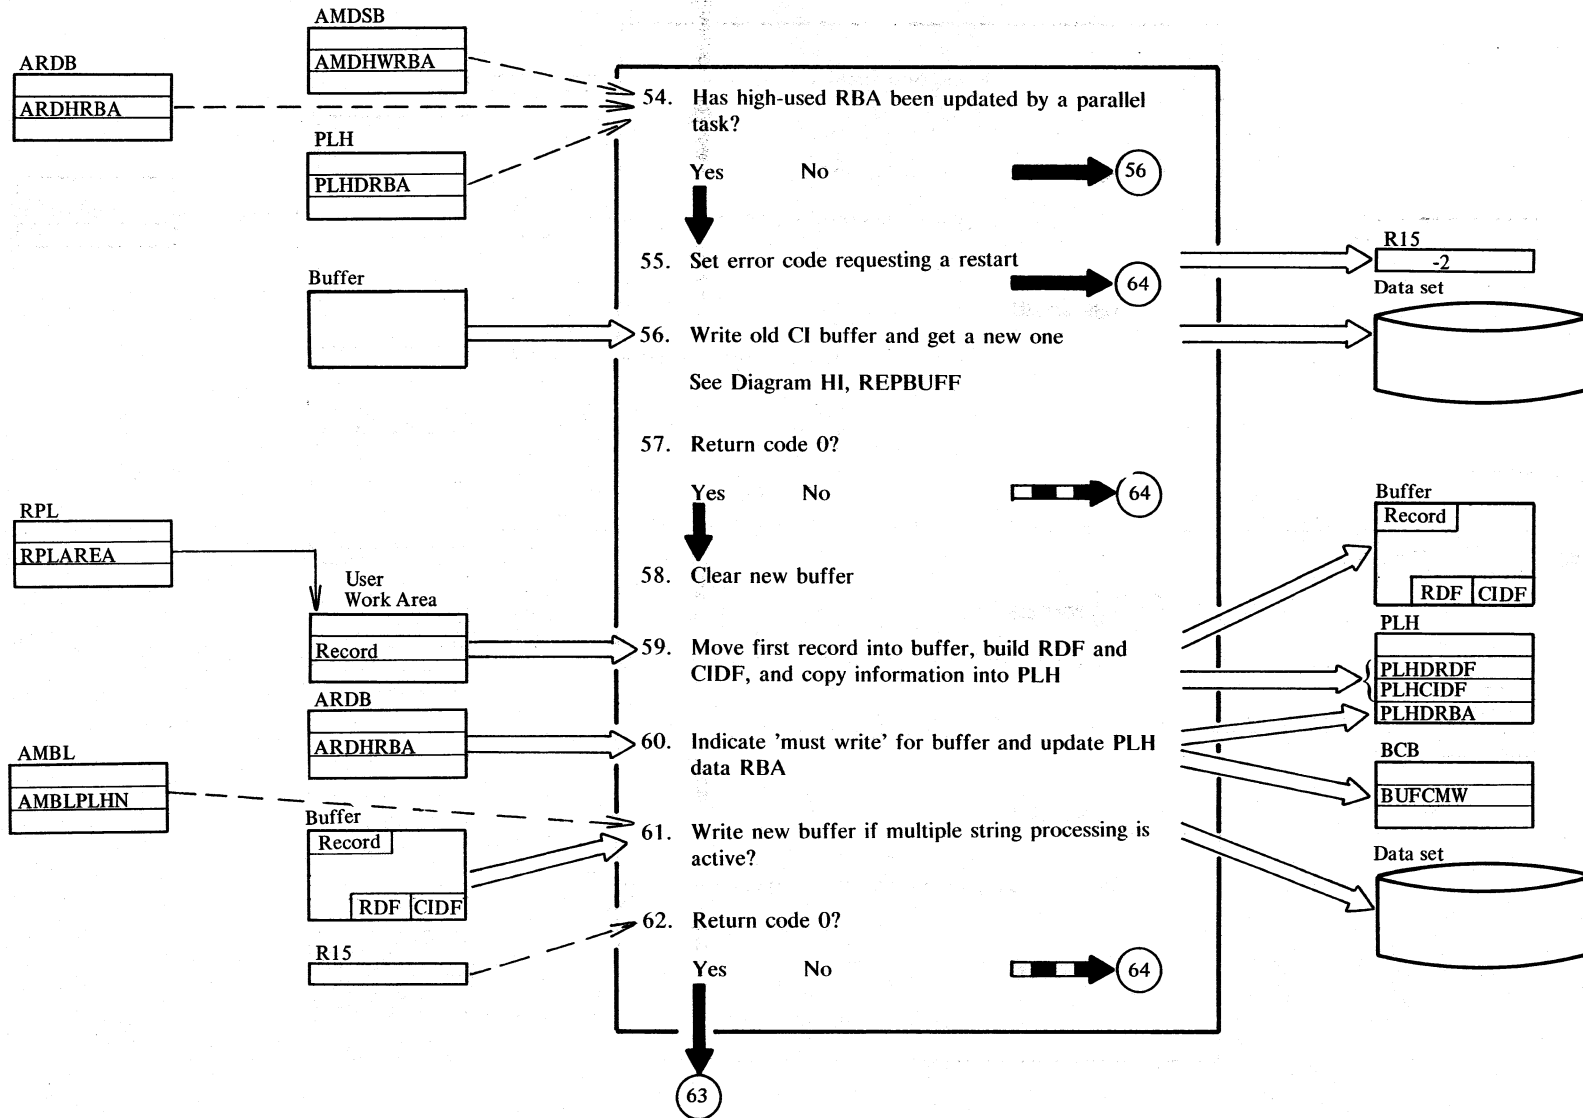 AMDSB
AMDHWRBA
ARDB
ARDHRBA
PLH
PLHDRBA
54. Has high-used RBA been updated by a parallel
task?
Yes No 56
55. Set error code requesting a restart
64
R15
-2
Buffer
Data set
56. Write old CI buffer and get a new one
See Diagram HI, REPBUFF
57. Return code 0?
Yes No 64
RPL
RPLAREA
User
Work Area
Record
58. Clear new buffer
Buffer
Record
RDF CIDF
59. Move first record into buffer, build RDF and
CIDF, and copy information into PLH
PLH
PLHDRDF
PLHCIDF
PLHDRBA
ARDB
ARDHRBA
60. Indicate 'must write' for buffer and update PLH
data RBA
BCB
BUFCMW
AMBL
AMBLPLHN
Buffer
Record
RDF CIDF
61. Write new buffer if multiple string processing is
active?
Data set
62. Return code 0?
R15
Yes No 64
63